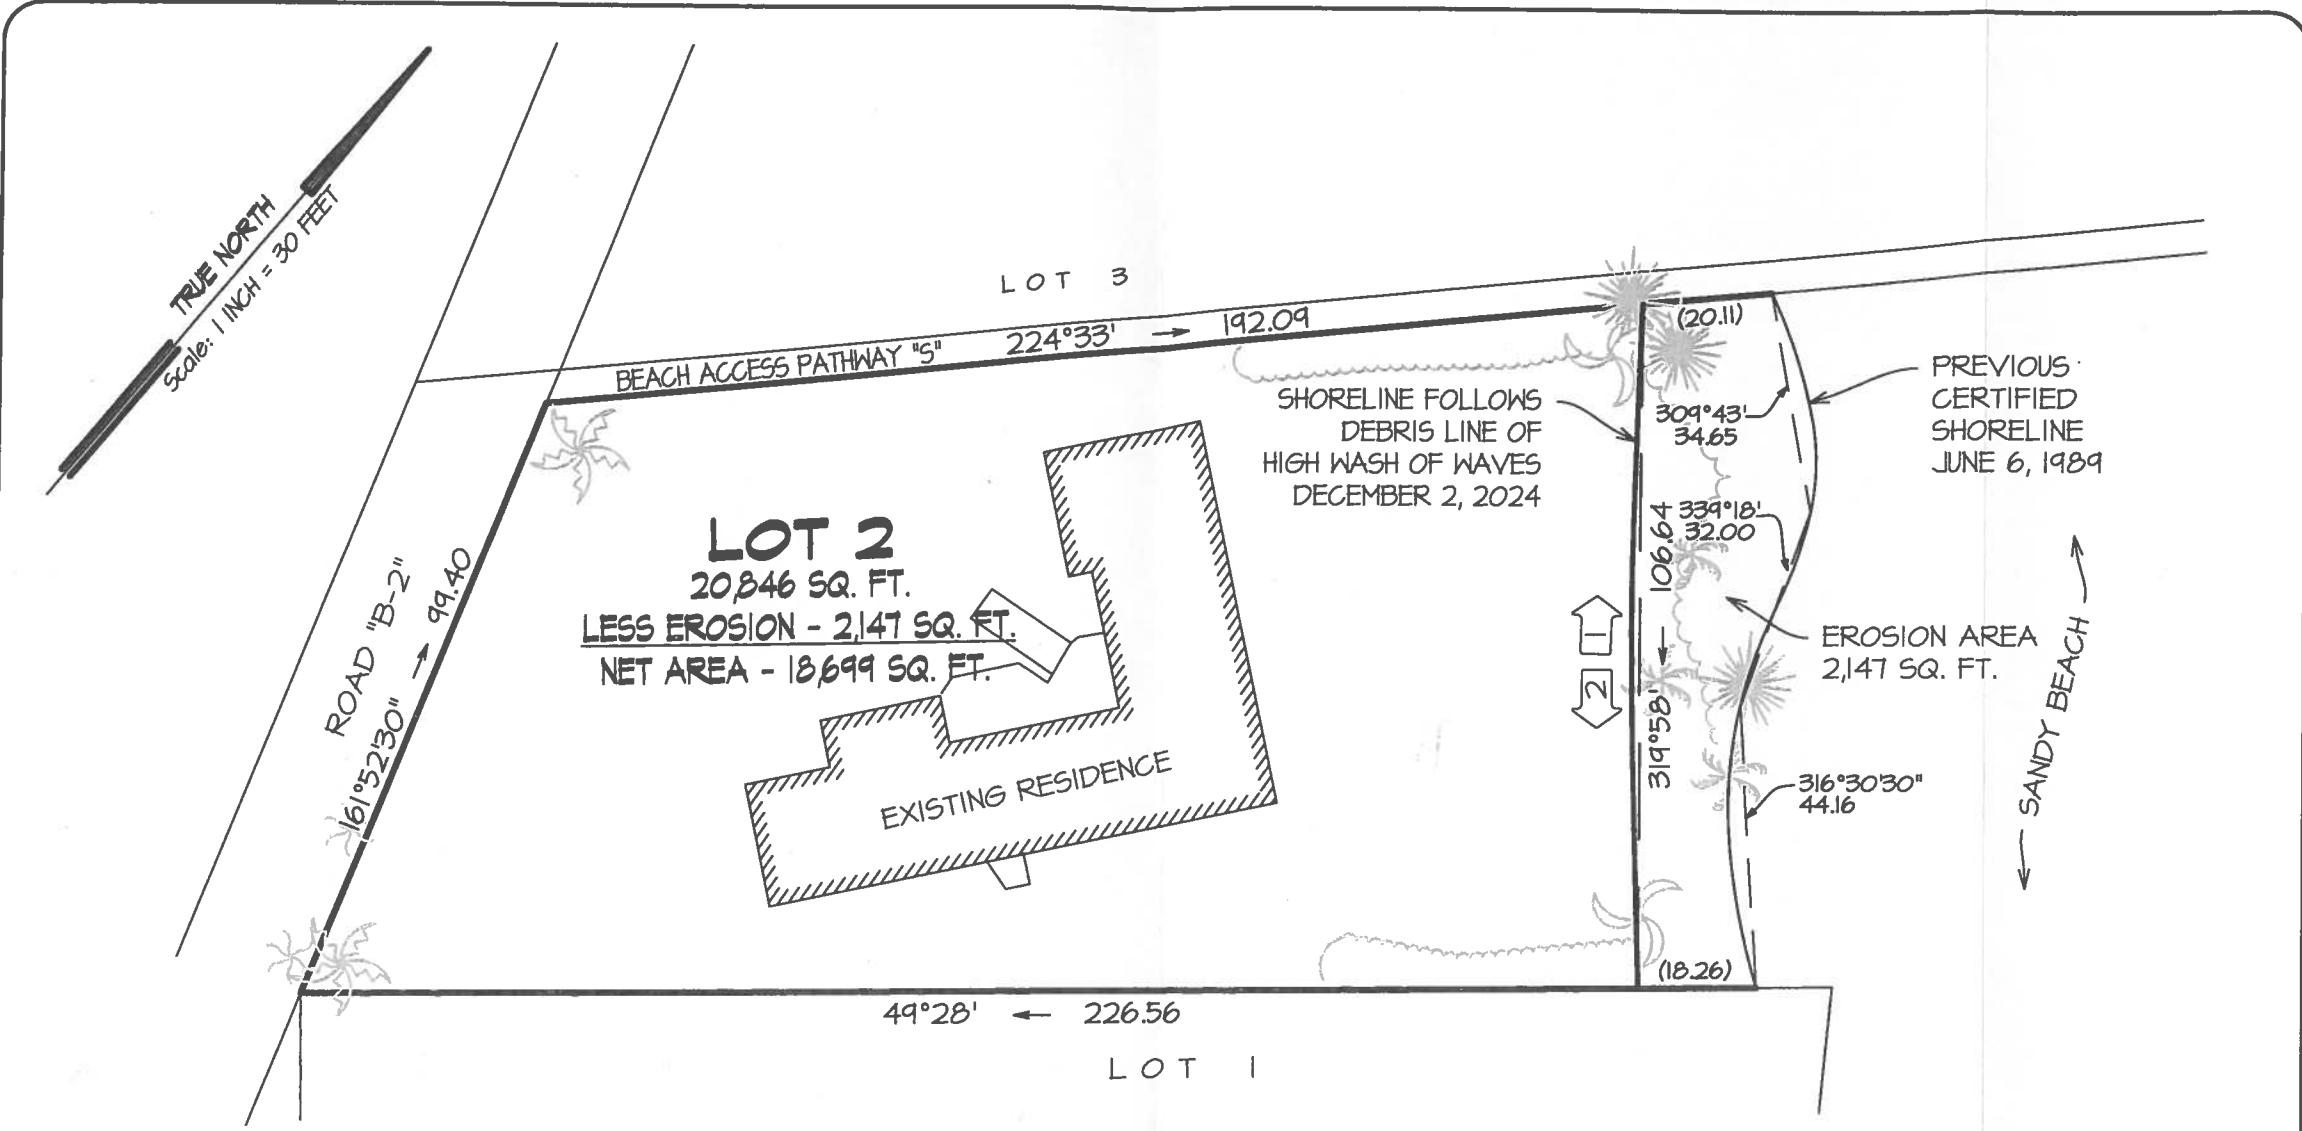 TRUE NORTH
Scale: 1 INCH = 30 FEET
LOT 3
BEACH ACCESS PATHWAY "S"
224°33' → 192.09
(20.11)
PREVIOUS
CERTIFIED
SHORELINE
JUNE 6, 1989
SHORELINE FOLLOWS
DEBRIS LINE OF
HIGH WASH OF WAVES
DECEMBER 2, 2024
309°43'
34.65
339°18'
32.00
ROAD "B-2"
161°52'30" → 99.40
LOT 2
20,846 SQ. FT.
LESS EROSION - 2,147 SQ. FT.
NET AREA - 18,699 SQ. FT.
319°58' ← 106.64
1
2
EROSION AREA
2,147 SQ. FT.
← SANDY BEACH →
EXISTING RESIDENCE
316°30'30"
44.16
(18.26)
49°28' ← 226.56
LOT 1